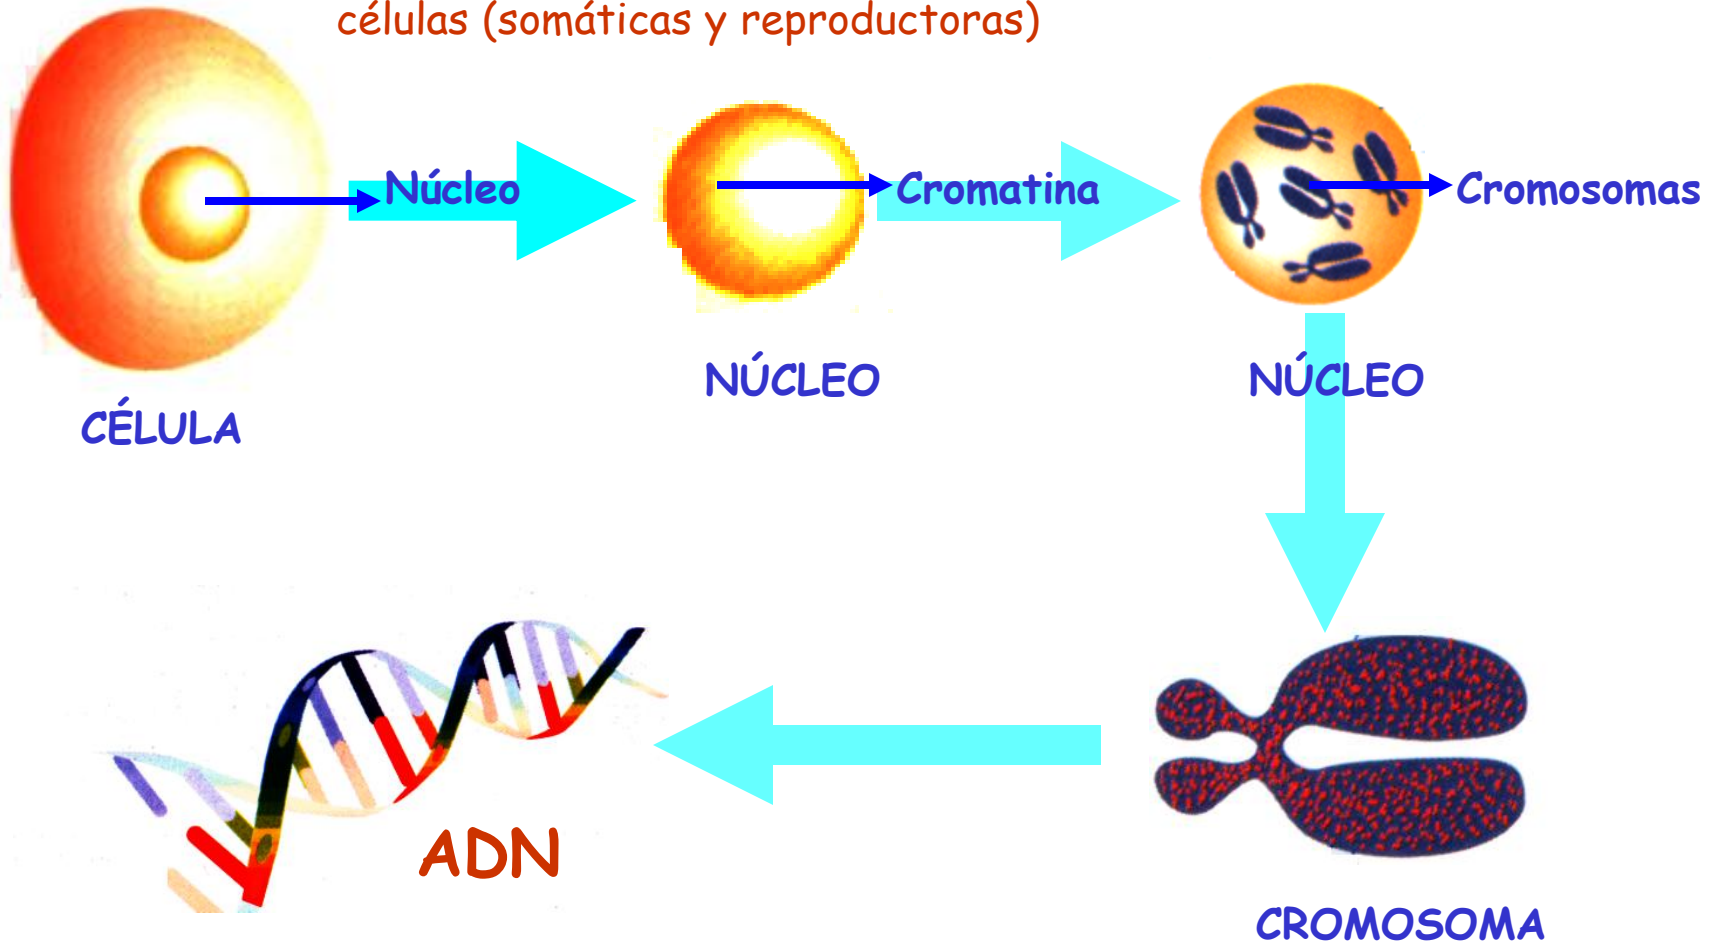 células (somáticas y reproductoras)
Núcleo
Cromatina
Cromosomas
NÚCLEO
NÚCLEO
CÉLULA
ADN
CROMOSOMA